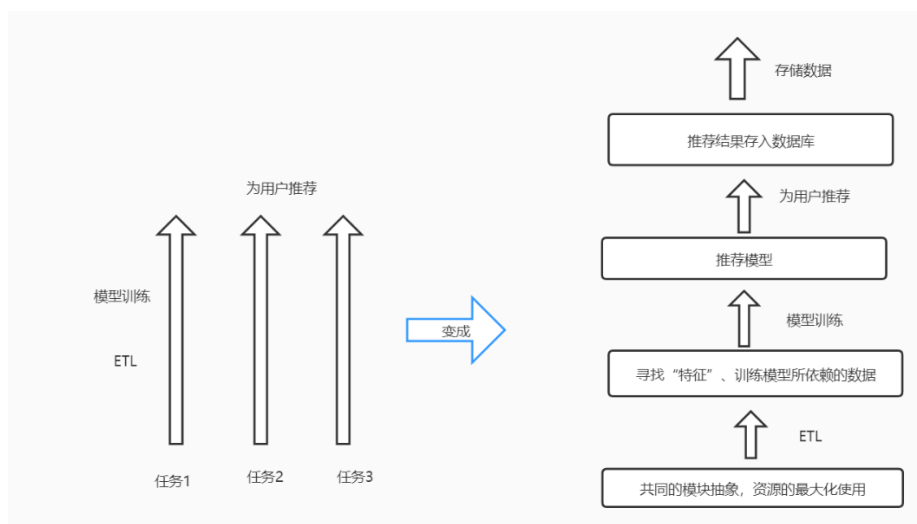 为用户推荐
模型训练
ETL
任务1
任务2
任务3
变成
存储数据
推荐结果存入数据库
为用户推荐
推荐模型
模型训练
寻找“特征”、训练模型所依赖的数据
ETL
共同的模块抽象，资源的最大化使用